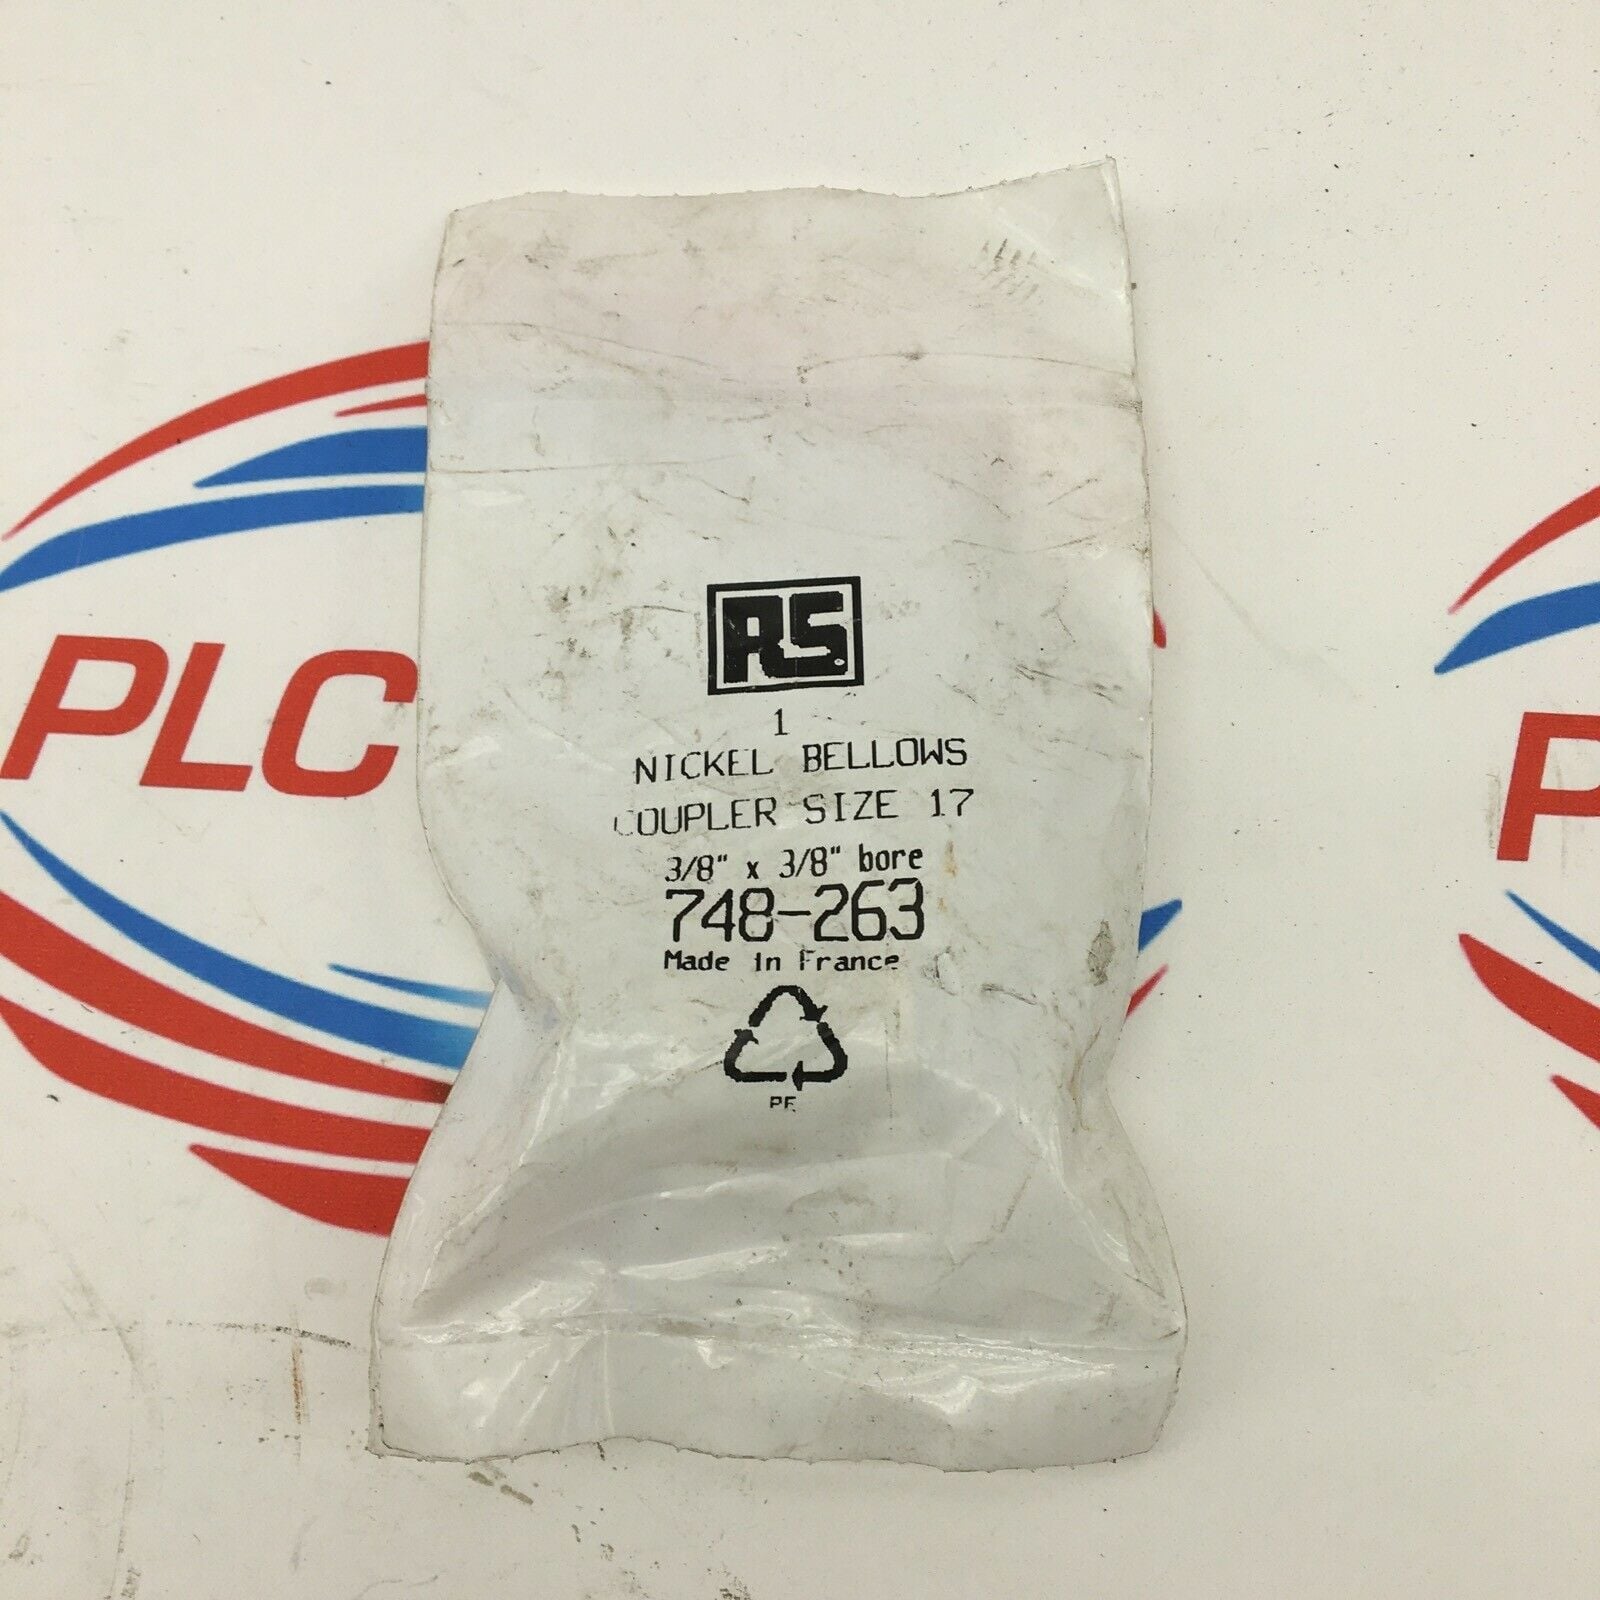 RS
1
NICKEL BELLOWS
COUPLER SIZE 17
3/8" x 3/8" bore
748-263
Made in France
PE
PLC
P